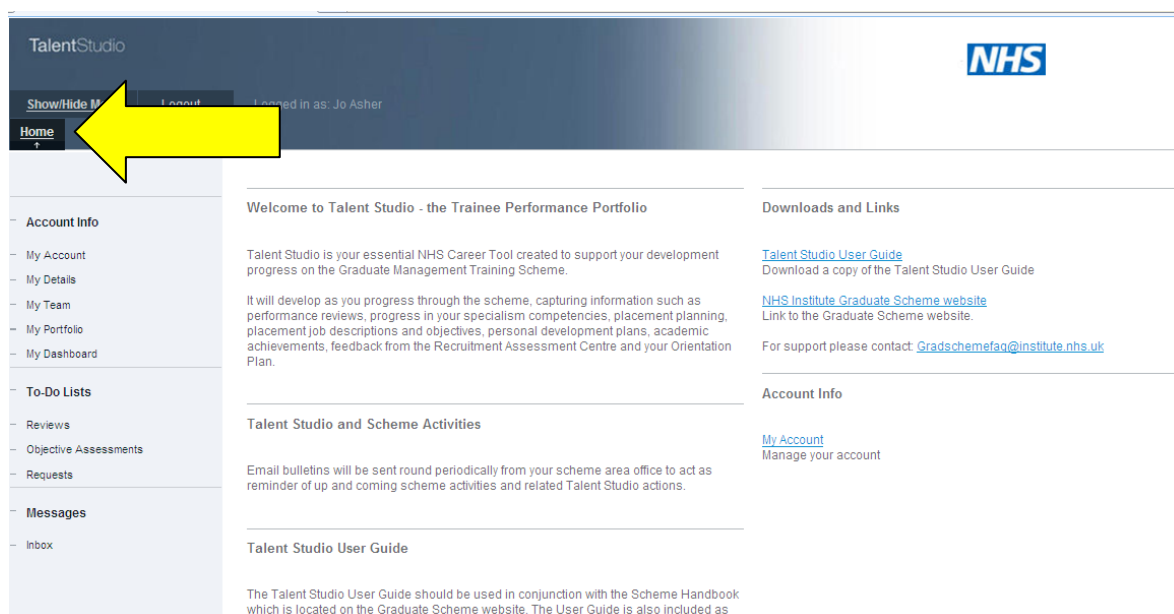 TalentStudio
NHS
Show/Hide M
Logout
Logged in as: Jo Asher
Home
Account Info
My Account
My Details
My Team
My Portfolio
My Dashboard
To-Do Lists
Reviews
Objective Assessments
Requests
Messages
Inbox
Welcome to Talent Studio - the Trainee Performance Portfolio
Talent Studio is your essential NHS Career Tool created to support your development
progress on the Graduate Management Training Scheme.
It will develop as you progress through the scheme, capturing information such as
performance reviews, progress in your specialism competencies, placement planning,
placement job descriptions and objectives, personal development plans, academic
achievements, feedback from the Recruitment Assessment Centre and your Orientation
Plan.
Talent Studio and Scheme Activities
Email bulletins will be sent round periodically from your scheme area office to act as
reminder of up and coming scheme activities and related Talent Studio actions.
Talent Studio User Guide
The Talent Studio User Guide should be used in conjunction with the Scheme Handbook
which is located on the Graduate Scheme website. The User Guide is also included as
Downloads and Links
Talent Studio User Guide
Download a copy of the Talent Studio User Guide
NHS Institute Graduate Scheme website
Link to the Graduate Scheme website.
For support please contact: Gradschemefaq@institute.nhs.uk
Account Info
My Account
Manage your account